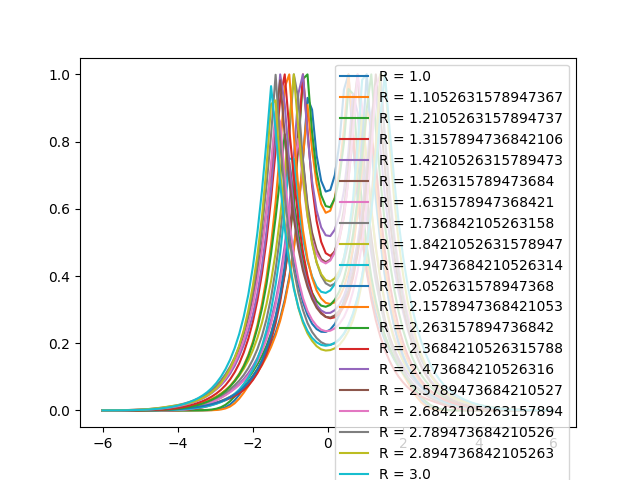 1.0
0.8
0.6
0.4
0.2
0.0
−6
−4
−2
0
2
4
6
R = 1.0
R = 1.1052631578947367
R = 1.2105263157894737
R = 1.3157894736842106
R = 1.4210526315789473
R = 1.526315789473684
R = 1.631578947368421
R = 1.736842105263158
R = 1.8421052631578947
R = 1.9473684210526314
R = 2.052631578947368
R = 2.1578947368421053
R = 2.263157894736842
R = 2.3684210526315788
R = 2.473684210526316
R = 2.5789473684210527
R = 2.6842105263157894
R = 2.789473684210526
R = 2.894736842105263
R = 3.0